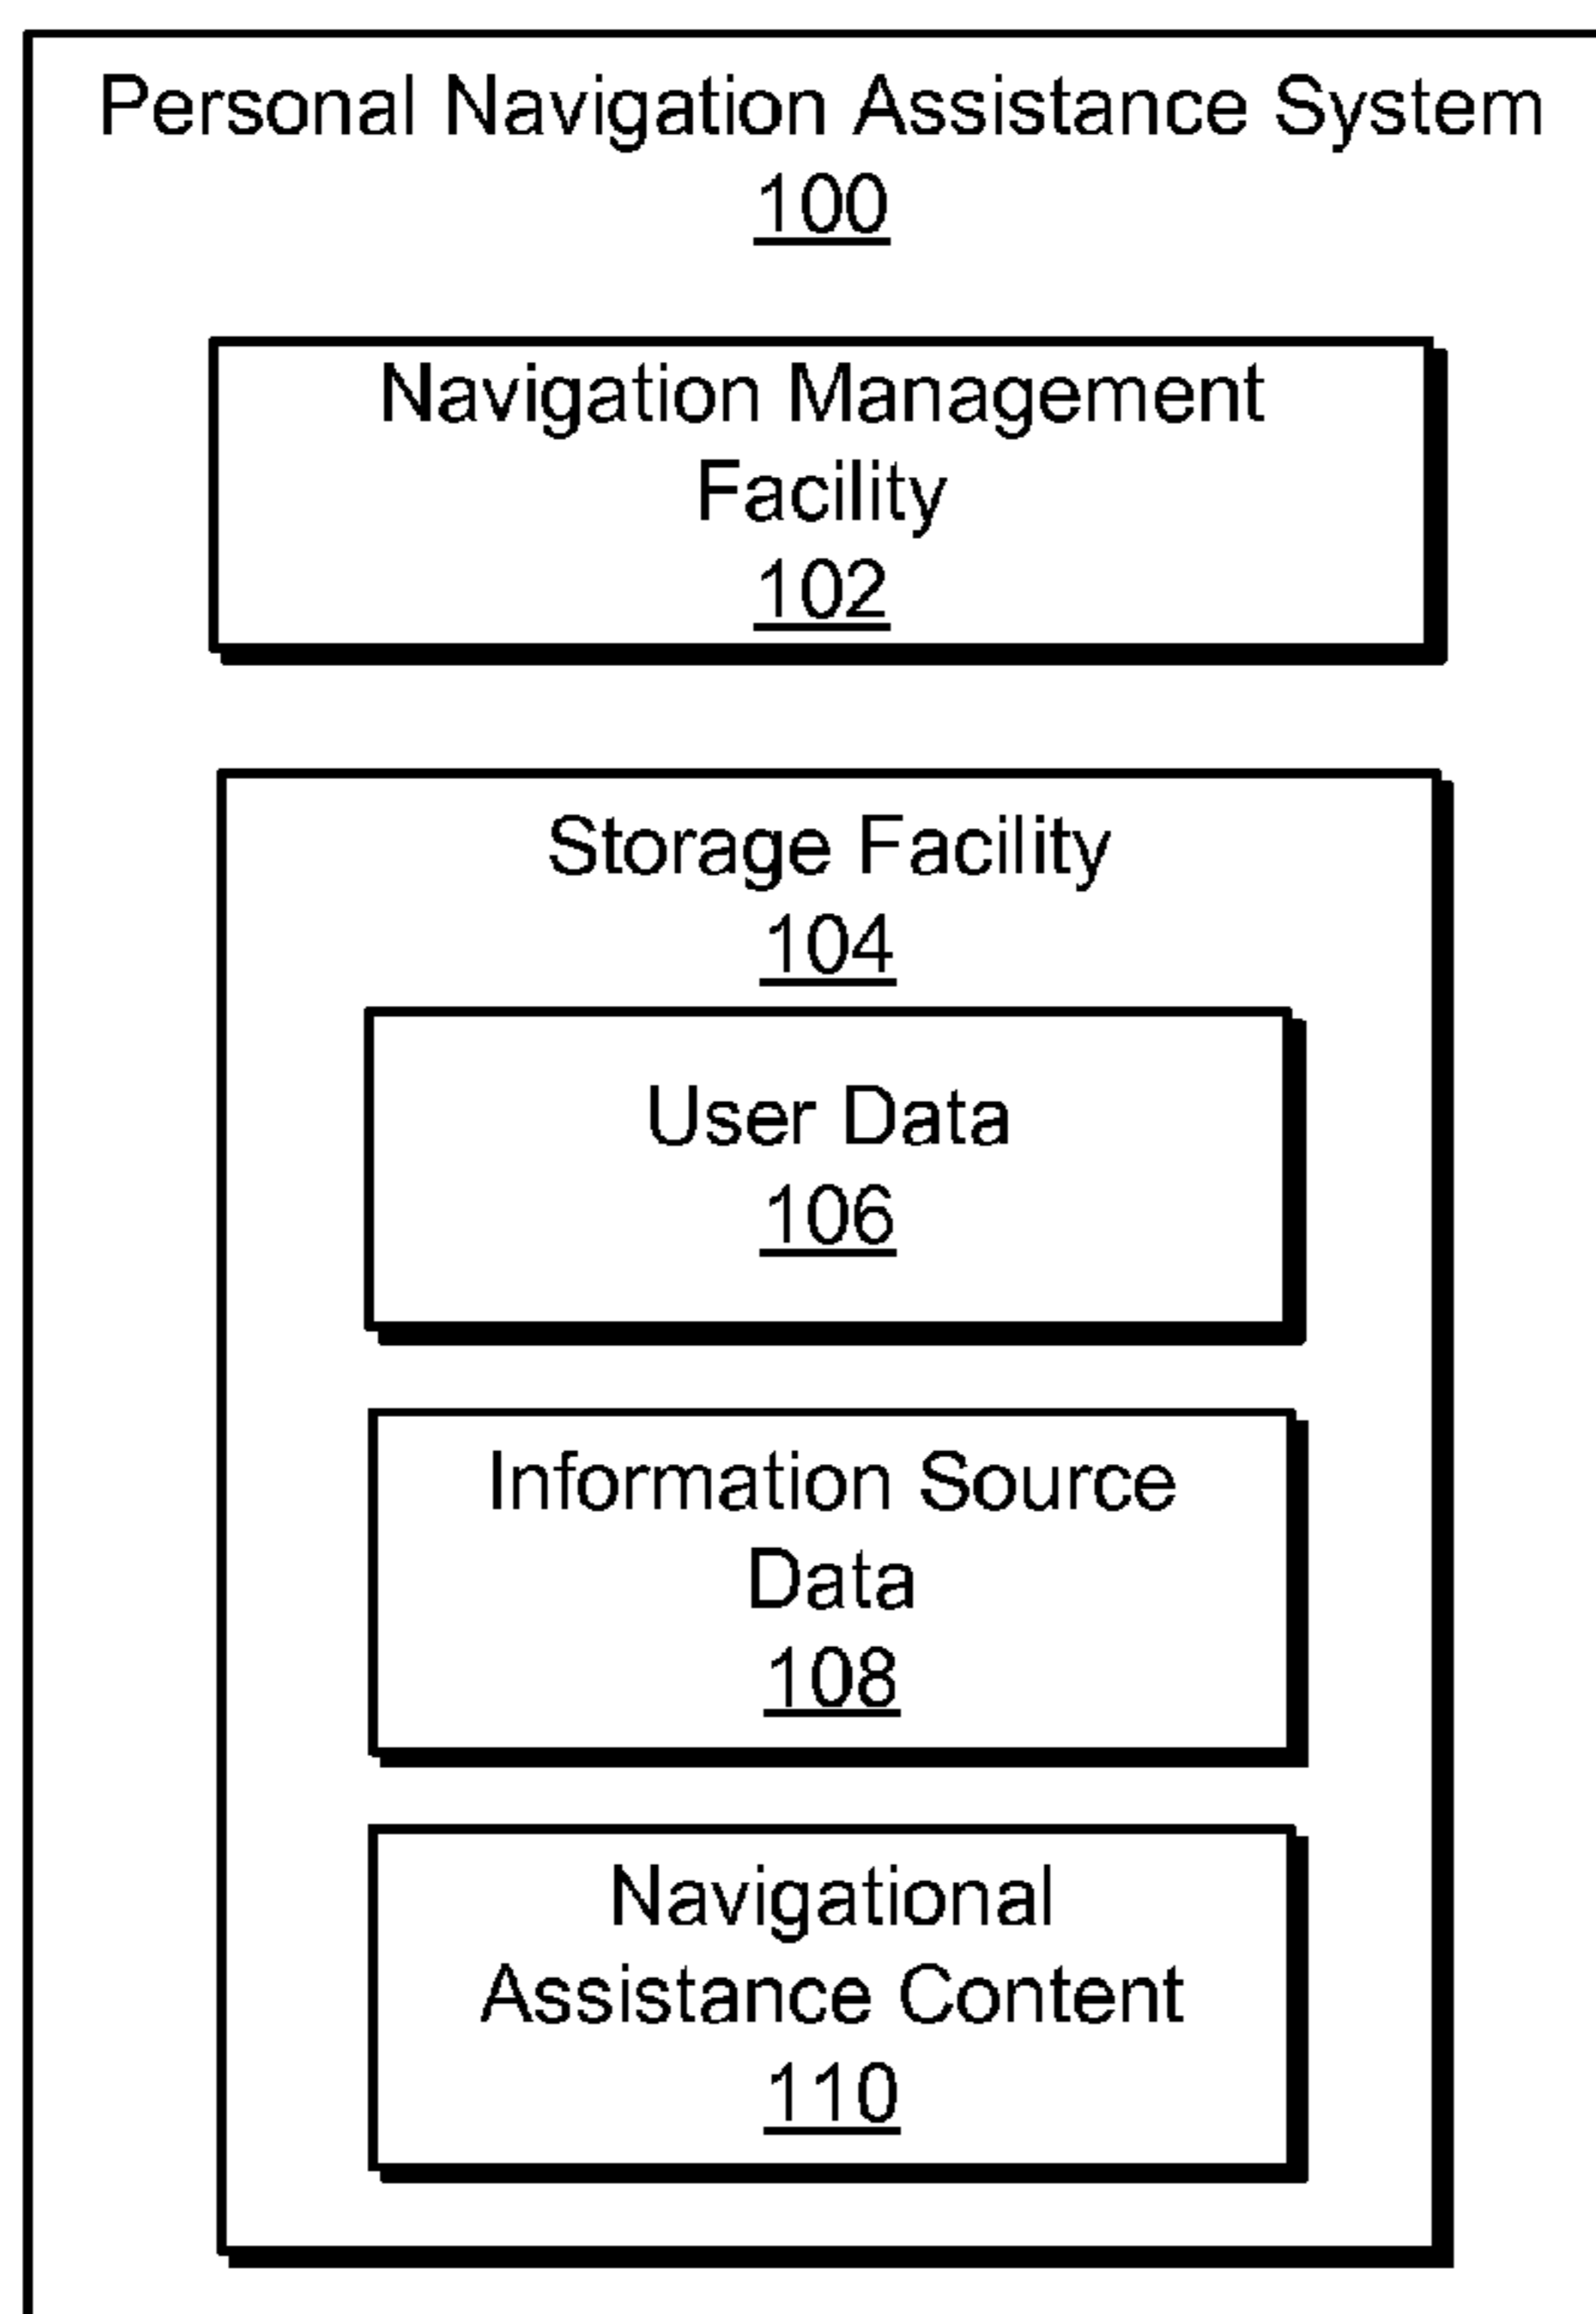 Personal Navigation Assistance System
100
Navigation Management
Facility
102
Storage Facility
104
User Data
106
Information Source
Data
108
Navigational
Assistance Content
110